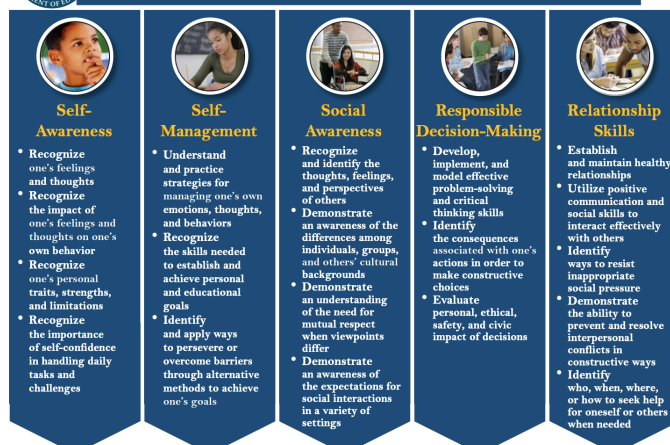 MENT OF ED
Self-
Awareness
• Recognize
one's feelings
and thoughts
• Recognize
the impact of
one's feelings and
thoughts on one's
own behavior
• Recognize
one's personal
traits, strengths,
and limitations
• Recognize
the importance
of self-confidence
in handling daily
tasks and
challenges
Self-
Management
• Understand
and practice
strategies for
managing one's own
emotions, thoughts,
and behaviors
• Recognize
the skills needed
to establish and
achieve personal
and educational
goals
• Identify
and apply ways
to persevere or
overcome barriers
through alternative
methods to achieve
one's goals
Social
Awareness
• Recognize
and identify the
thoughts, feelings,
and perspectives
of others
• Demonstrate
an awareness of the
differences among
individuals, groups,
and others' cultural
backgrounds
• Demonstrate
an understanding
of the need for
mutual respect
when viewpoints
differ
• Demonstrate
an awareness of
the expectations for
social interactions
in a variety of
settings
Responsible
Decision-Making
• Develop,
implement, and
model effective
problem-solving
and critical
thinking skills
• Identify
the consequences
associated with one's
actions in order to
make constructive
choices
• Evaluate
personal, ethical,
safety, and civic
impact of decisions
Relationship
Skills
• Establish
and maintain healthy
relationships
• Utilize positive
communication and
social skills to
interact effectively
with others
• Identify
ways to resist
inappropriate
social pressure
• Demonstrate
the ability to
prevent and resolve
interpersonal
conflicts in
constructive ways
• Identify
who, when, where,
or how to seek help
for oneself or others
when needed